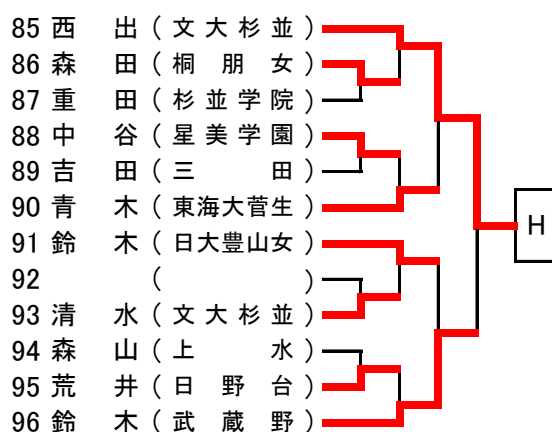 85 西 出 ( 文 大 杉 並 )
86 森 田 ( 桐 朋 女 )
87 重 田 ( 杉 並 学 院 )
88 中 谷 ( 星 美 学 園 )
89 吉 田 ( 三 田 )
90 青 木 ( 東海大菅生 )
91 鈴 木 ( 日大豊山女 )
92 ( )
93 清 水 ( 文 大 杉 並 )
94 森 山 ( 上 水 )
95 荒 井 ( 日 野 台 )
96 鈴 木 ( 武 蔵 野 )
H